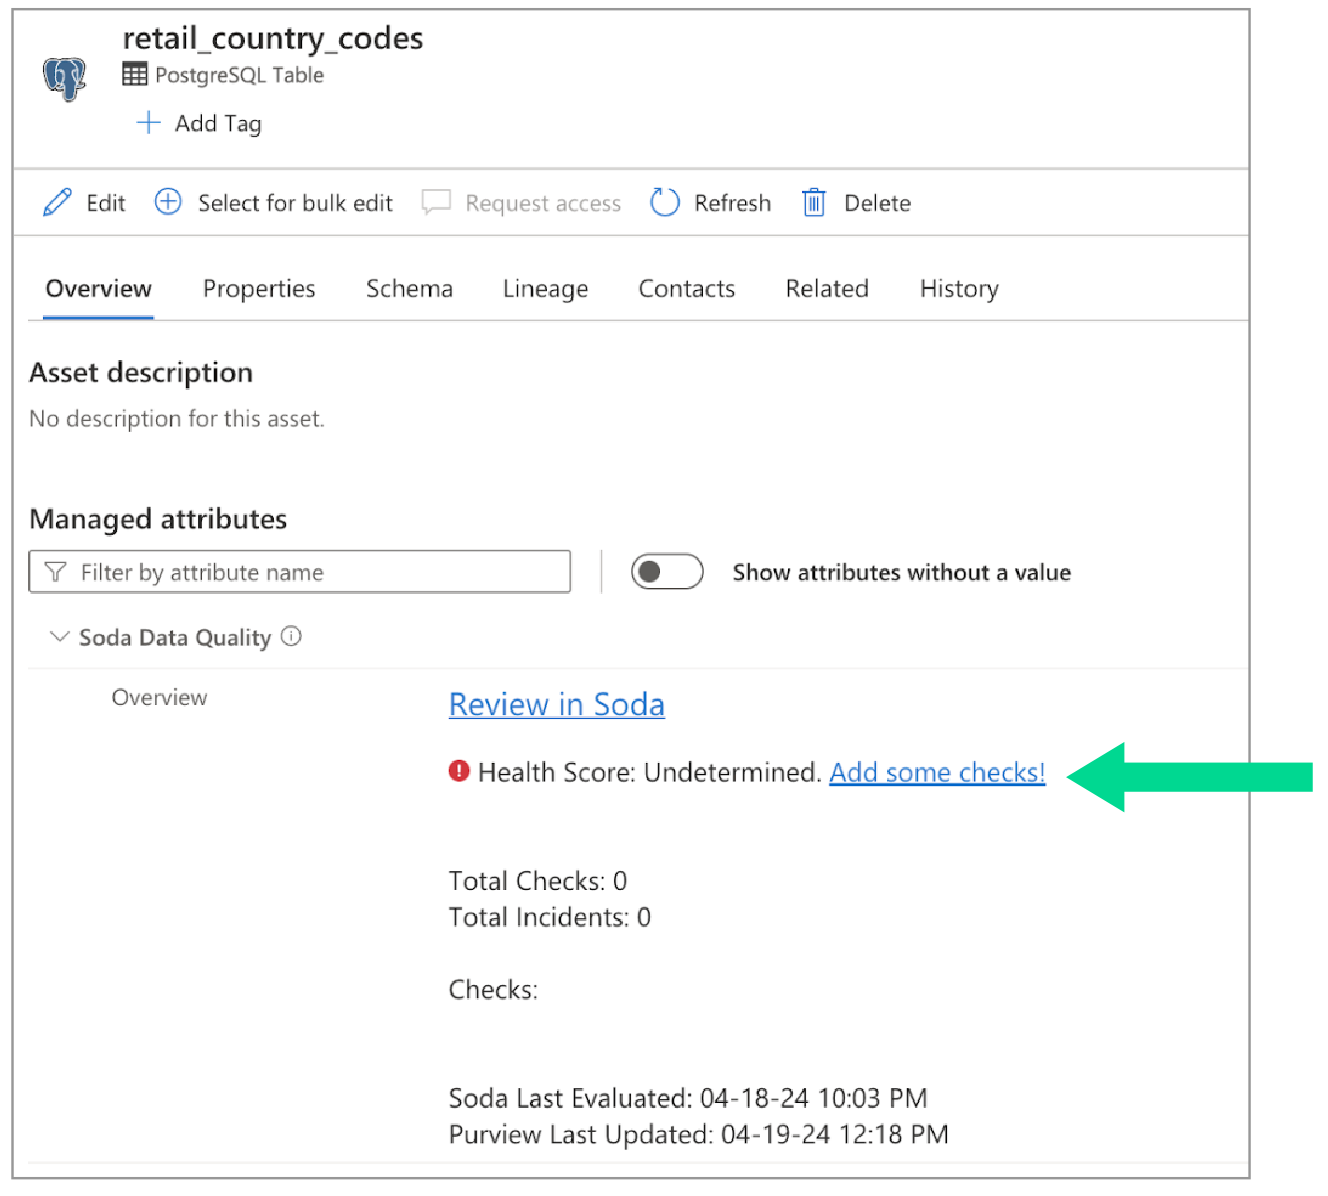 retail_country_codes
PostgreSQL Table
Add Tag
Edit Select for bulk edit Request access Refresh Delete
Overview Properties Schema Lineage Contacts Related History
Asset description
No description for this asset.
Managed attributes
Filter by attribute name Show attributes without a value
Soda Data Quality
Overview Review in Soda
Health Score: Undetermined. Add some checks!
Total Checks: 0
Total Incidents: 0
Checks:
Soda Last Evaluated: 04-18-24 10:03 PM
Purview Last Updated: 04-19-24 12:18 PM